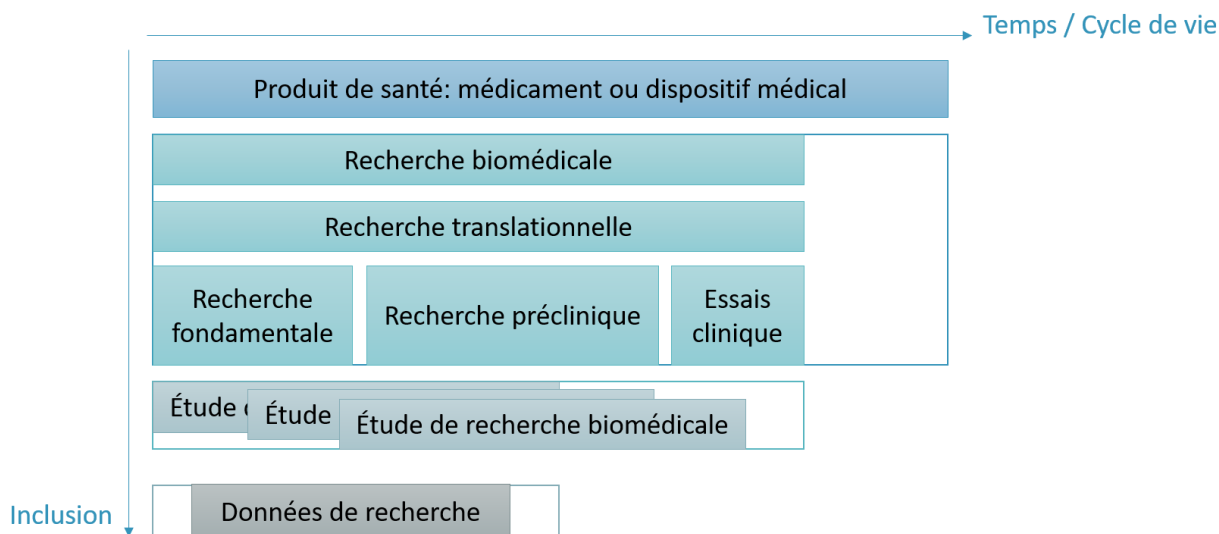 Temps / Cycle de vie
Produit de santé: médicament ou dispositif médical
Recherche biomédicale
Recherche translationnelle
Recherche
fondamentale
Recherche préclinique
Essais
clinique
Étude
Étude
Étude de recherche biomédicale
Données de recherche
Inclusion